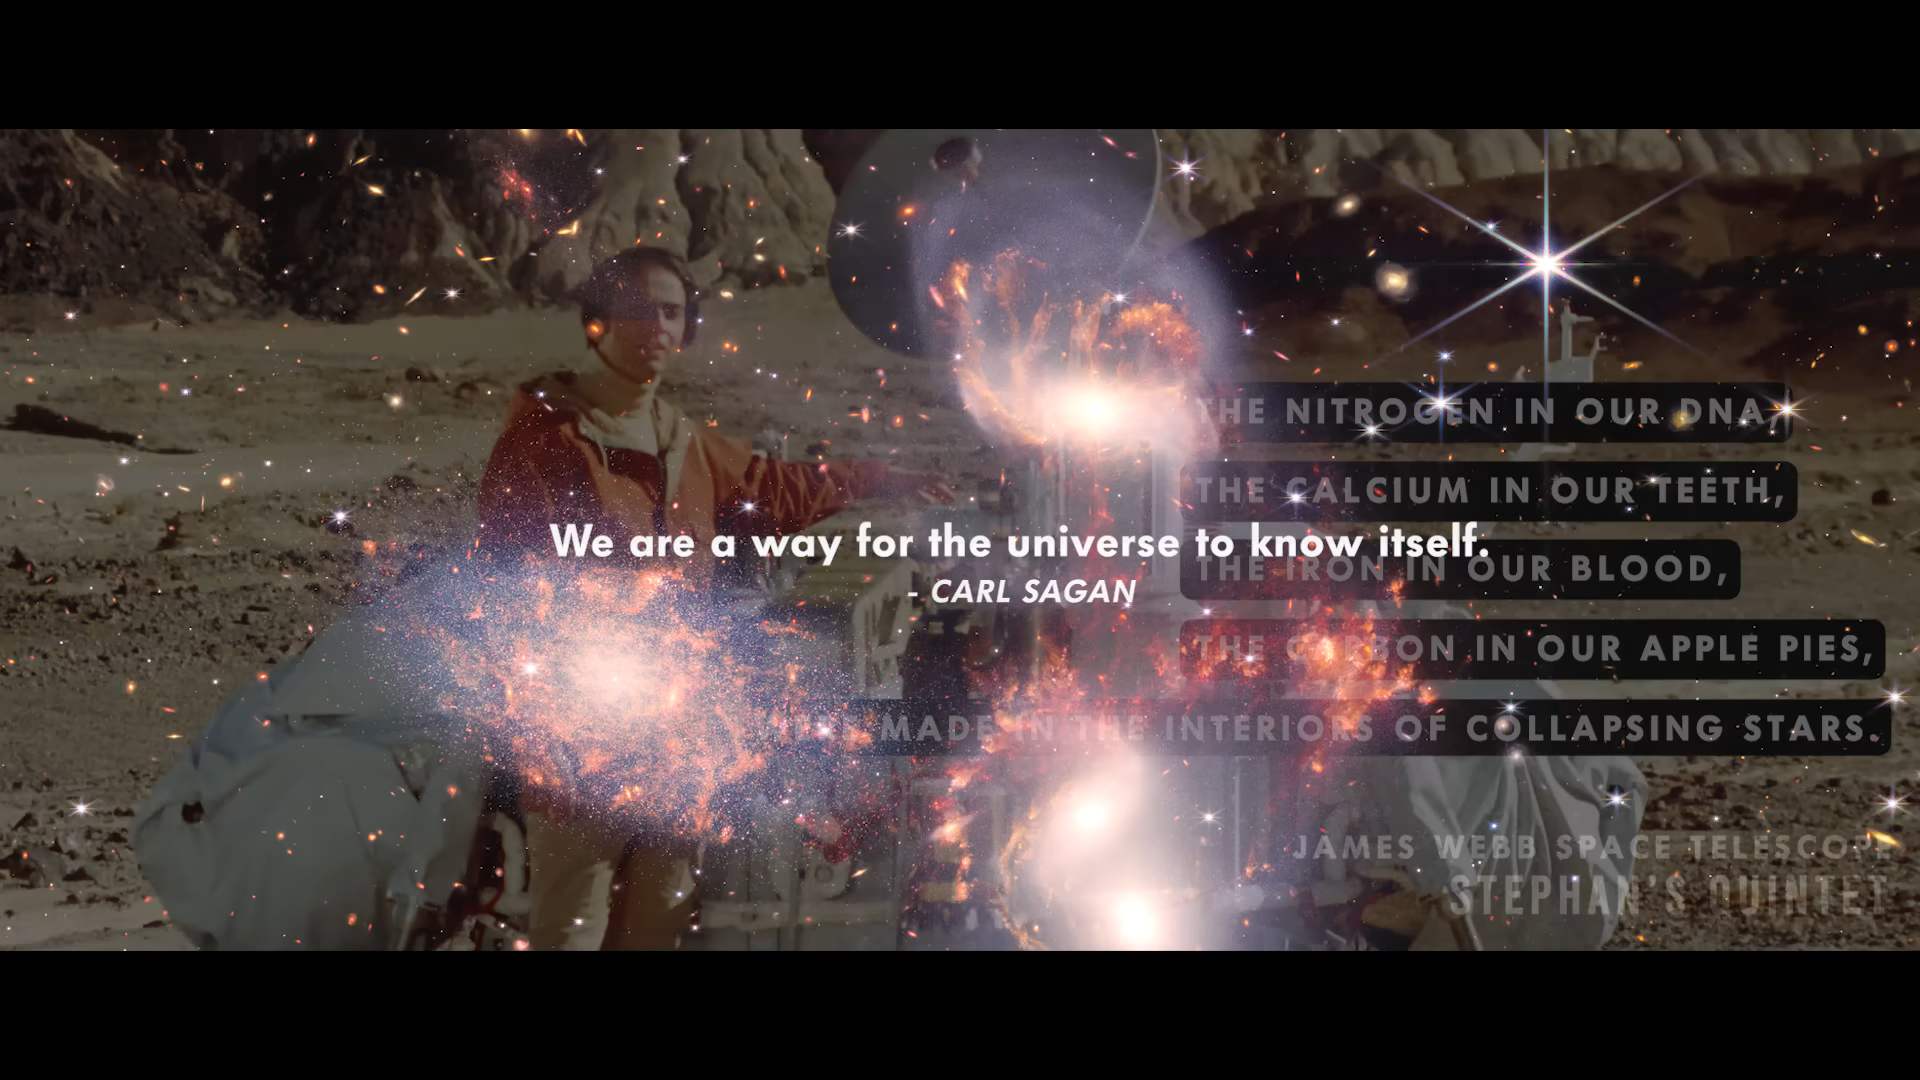 THE NITROGEN IN OUR DNA,
THE CALCIUM IN OUR TEETH,
We are a way for the universe to know itself.
THE IRON IN OUR BLOOD,
- CARL SAGAN
THE CARBON IN OUR APPLE PIES,
WERE MADE IN THE INTERIORS OF COLLAPSING STARS.
JAMES WEBB SPACE TELESCOPE
STEPHAN'S QUINTET